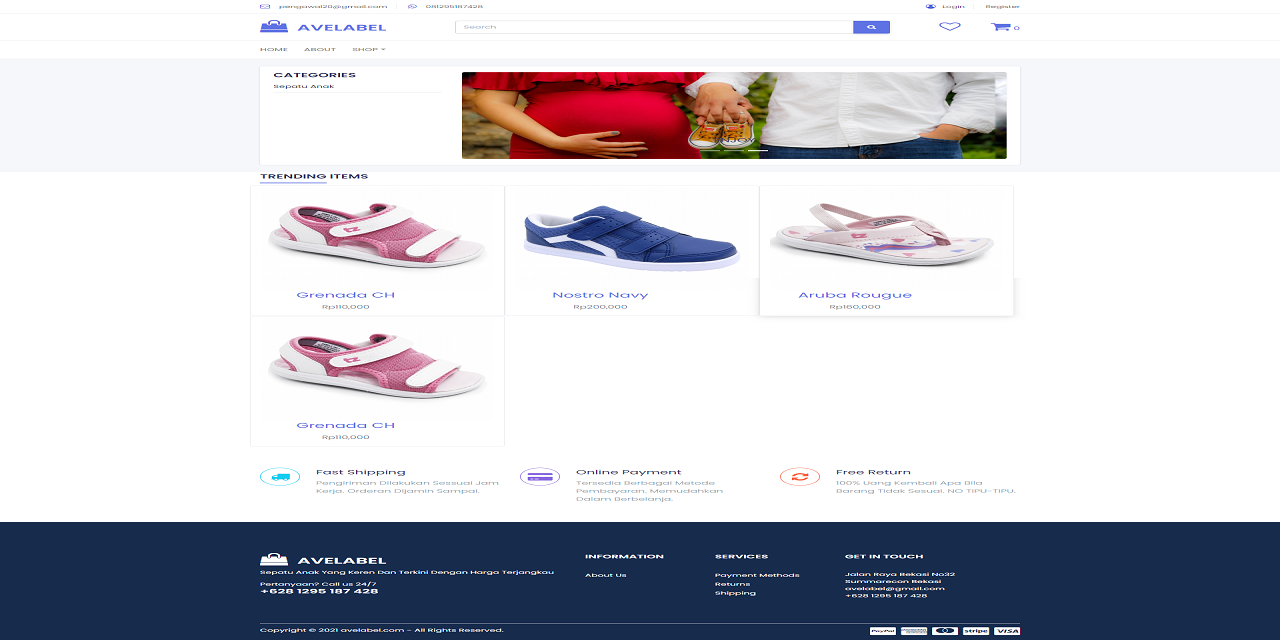 pengawal20@gmail.com
081295187428
Login
Register
AVELABEL
Search
0
HOME
ABOUT
SHOP
CATEGORIES
Sepatu Anak
ENJOY
TRENDING ITEMS
Grenada CH
Rp110,000
Nostro Navy
Rp200,000
Aruba Rougue
Rp160,000
Grenada CH
Rp110,000
Fast Shipping
Pengiriman Dilakukan Sessuai Jam
Kerja. Orderan Dijamin Sampai.
Online Payment
Tersedia Berbagai Metode
Pembayaran. Memudahkan
Dalam Berbelanja.
Free Return
100% Uang Kembali Apa Bila
Barang Tidak Sesuai. NO TIPU-TIPU.
AVELABEL
Sepatu Anak Yang Keren Dan Terkini Dengan Harga Terjangkau
Pertanyaan? Call us 24/7
+628 1295 187 428
INFORMATION
About Us
SERVICES
Payment Methods
Returns
Shipping
GET IN TOUCH
Jalan Raya Bekasi No32
Summarecon Bekasi
avelabel@gmail.com
+628 1295 187 428
Copyright © 2021 avelabel.com - All Rights Reserved.
PayPal
stripe
VISA